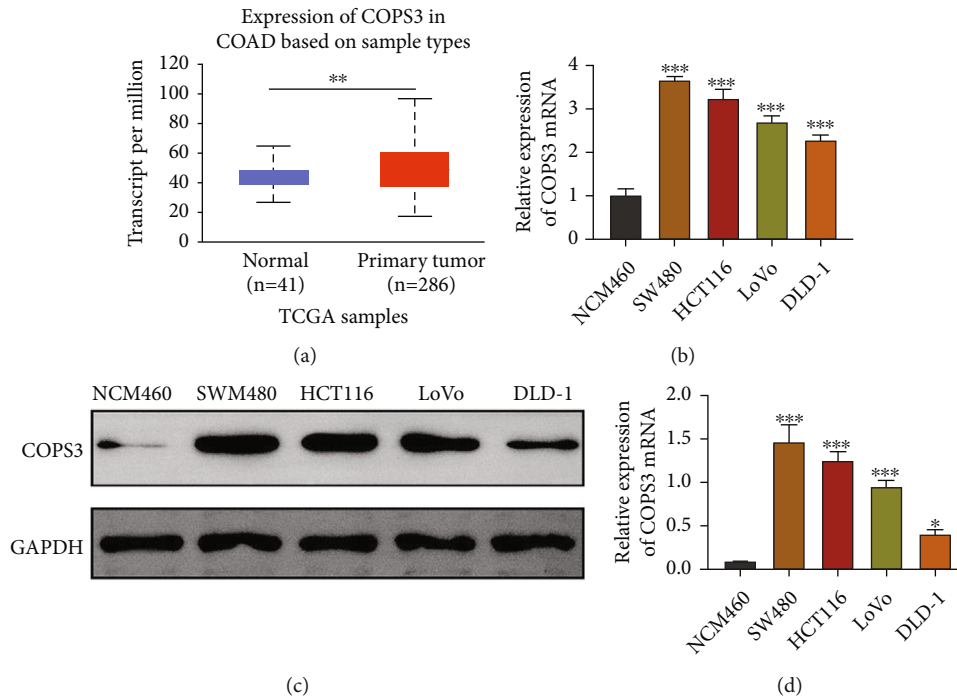 Expression of COPS3 in
COAD based on sample types
Transcript per million
120
100
80
60
40
20
0
**
Normal
(n=41)
Primary tumor
(n=286)
TCGA samples
(a)
Relative expression
of COPS3 mRNA
4
3
2
1
0
***
***
***
***
NCM460
SW480
HCT116
LoVo
DLD-1
(b)
NCM460 SWM480 HCT116 LoVo DLD-1
COPS3
GAPDH
(c)
Relative expression
of COPS3 mRNA
2.0
1.5
1.0
0.5
0.0
***
***
***
*
NCM460
SW480
HCT116
LoVo
DLD-1
(d)